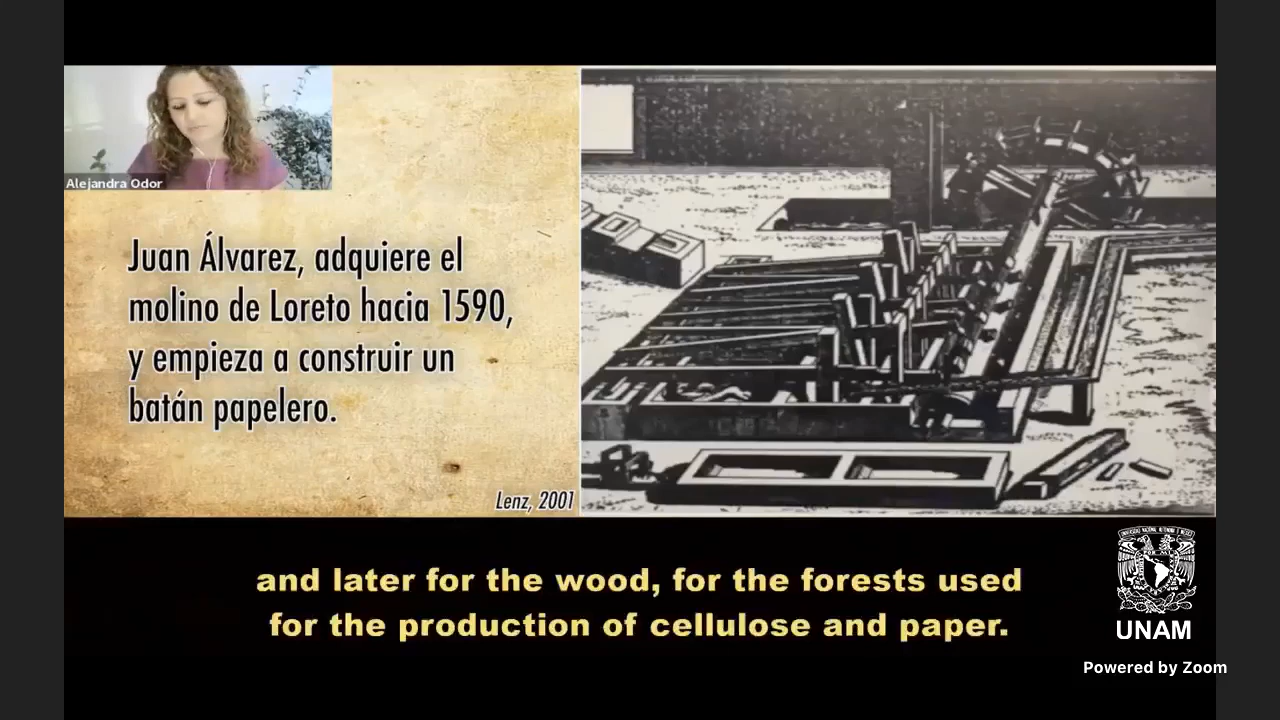 Alejandra Odor
Juan Álvarez, adquiere el
molino de Loreto hacia 1590,
y empieza a construir un
batán papelero.
Lenz, 2001
and later for the wood, for the forests used
for the production of cellulose and paper.
UNAM
Powered by Zoom